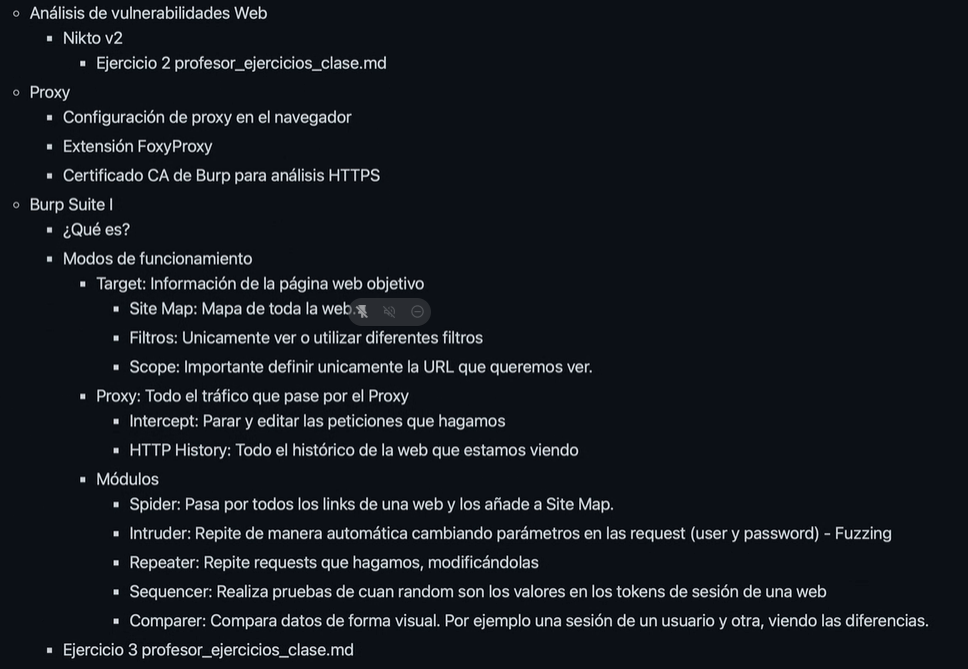 Análisis de vulnerabilidades Web
Nikto v2
Ejercicio 2 profesor_ejercicios_clase.md
Proxy
Configuración de proxy en el navegador
Extensión FoxyProxy
Certificado CA de Burp para análisis HTTPS
Burp Suite I
¿Qué es?
Modos de funcionamiento
Target: Información de la página web objetivo
Site Map: Mapa de toda la web.
Filtros: Unicamente ver o utilizar diferentes filtros
Scope: Importante definir unicamente la URL que queremos ver.
Proxy: Todo el tráfico que pase por el Proxy
Intercept: Parar y editar las peticiones que hagamos
HTTP History: Todo el histórico de la web que estamos viendo
Módulos
Spider: Pasa por todos los links de una web y los añade a Site Map.
Intruder: Repite de manera automática cambiando parámetros en las request (user y password) - Fuzzing
Repeater: Repite requests que hagamos, modificándolas
Sequencer: Realiza pruebas de cuan random son los valores en los tokens de sesión de una web
Comparer: Compara datos de forma visual. Por ejemplo una sesión de un usuario y otra, viendo las diferencias.
Ejercicio 3 profesor_ejercicios_clase.md